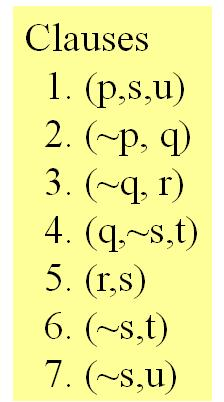 Clauses
1. (p,s,u)
2. (~p, q)
3. (~q, r)
4. (q,~s,t)
5. (r,s)
6. (~s,t)
7. (~s,u)